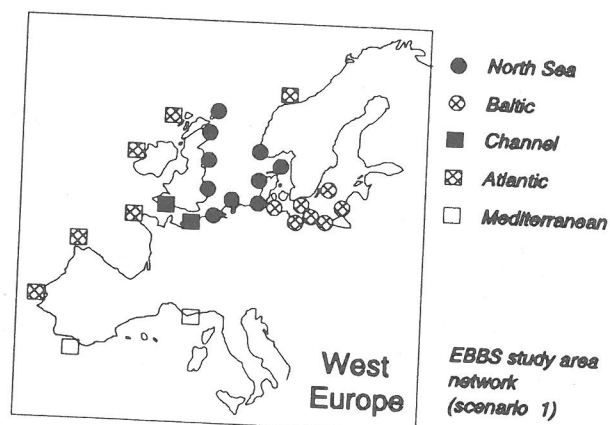 North Sea
Baltic
Channel
Atlantic
Mediterranean
West
Europe
EBBS study area
network
(scenario 1)